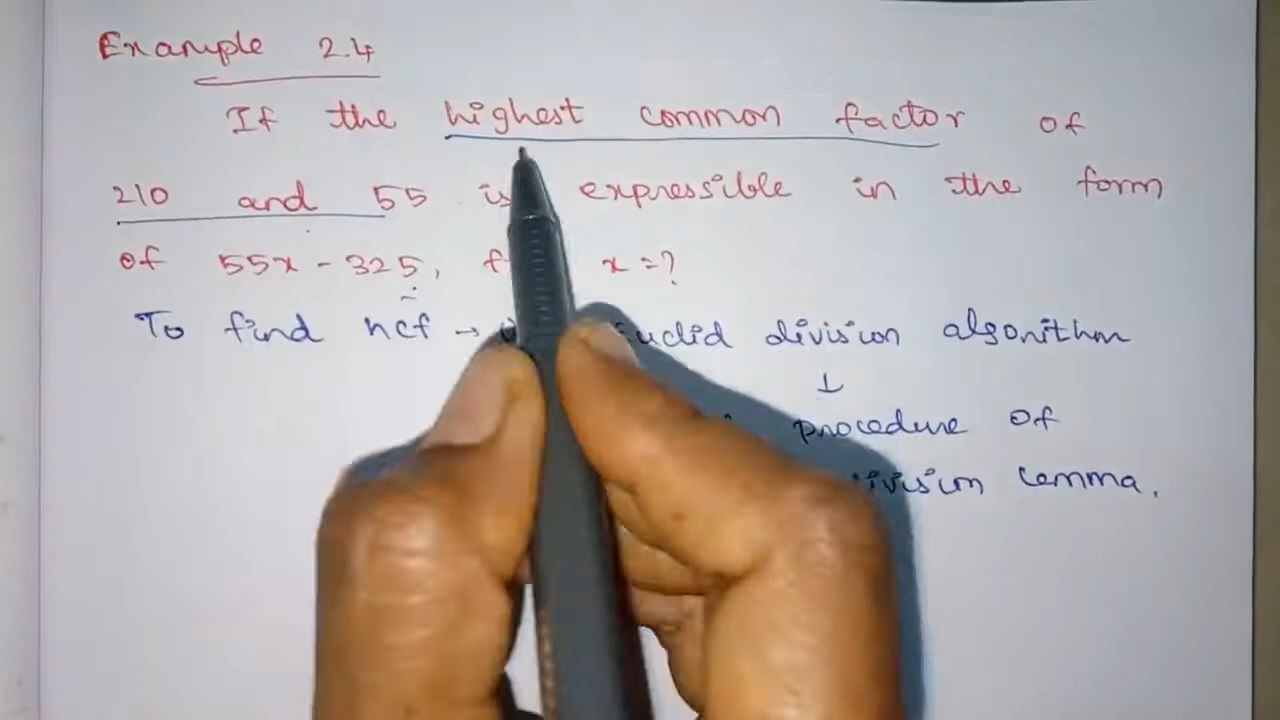 Example 2.4
If the highest common factor of
210 and 55 is expressible in the form
of 55x - 325, x = ?
To find hcf → Euclid division algorithm
↓
procedure of
division lemma.